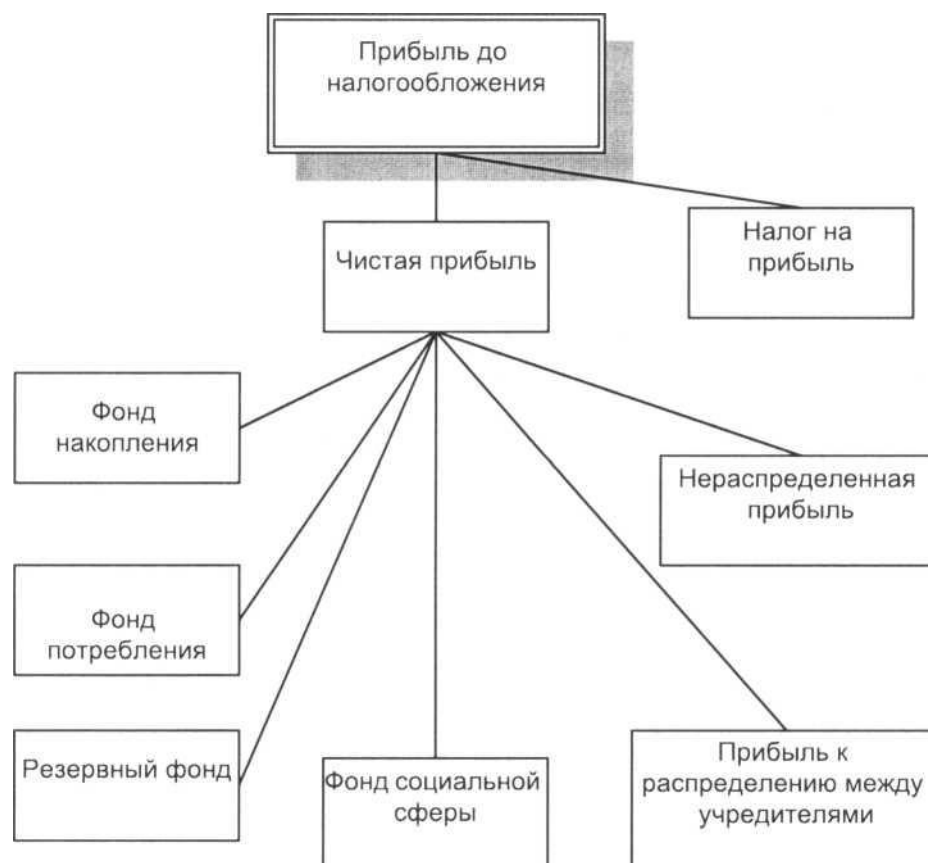 Прибыль до
налогообложения
Чистая прибыль
Налог на
прибыль
Фонд
накопления
Нераспределенная
прибыль
Фонд
потребления
Резервный фонд
Фонд социальной
сферы
Прибыль к
распределению между
учредителями